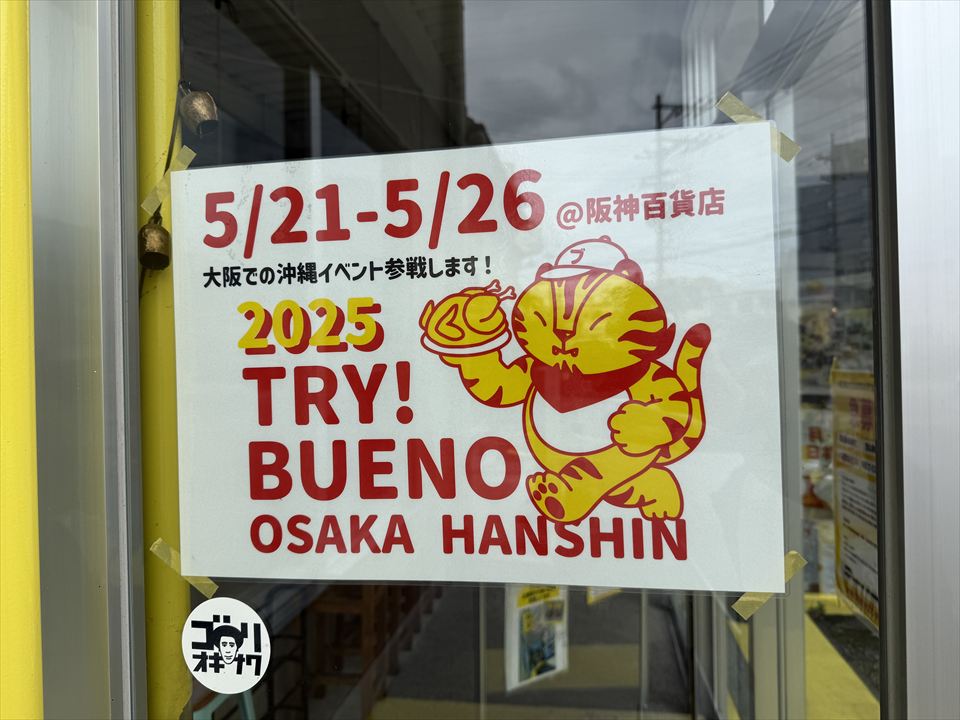 5/21-5/26 @阪神百貨店
大阪での沖縄イベント参戦します！
ブ
2025
TRY!
BUENO
OSAKA HANSHIN
ゴリ
オキナワ